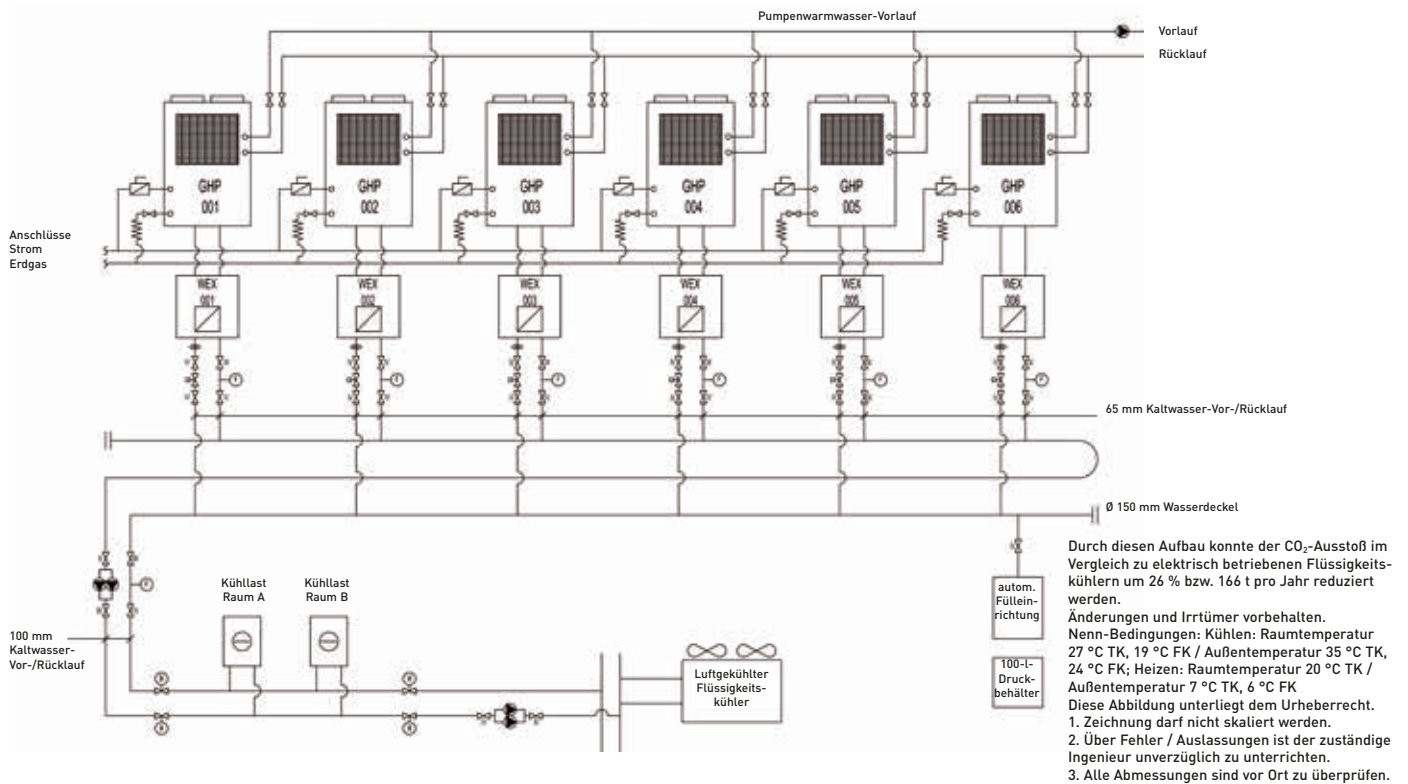 Pumpenwarmwasser-Vorlauf
Vorlauf
Rücklauf
GHP
001
GHP
002
GHP
003
GHP
004
GHP
005
GHP
006
Anschlüsse
Strom
Erdgas
WEX
001
WEX
002
WEX
003
WEX
004
WEX
005
WEX
006
65 mm Kaltwasser-Vor-/Rücklauf
Ø 150 mm Wasserdeckel
Kühllast
Raum A
Kühllast
Raum B
100 mm
Kaltwasser-
Vor-/Rücklauf
Luftgekühlter
Flüssigkeits-
kühler
autom.
Füllein-
richtung
100-l-
Druck-
behälter
Durch diesen Aufbau konnte der CO₂-Ausstoß im
Vergleich zu elektrisch betriebenen Flüssigkeits-
kühlern um 26 % bzw. 166 t pro Jahr reduziert
werden.
Änderungen und Irrtümer vorbehalten.
Nenn-Bedingungen: Kühlen: Raumtemperatur
27 °C TK, 19 °C FK / Außentemperatur 35 °C TK,
24 °C FK; Heizen: Raumtemperatur 20 °C TK /
Außentemperatur 7 °C TK, 6 °C FK
Diese Abbildung unterliegt dem Urheberrecht.
1. Zeichnung darf nicht skaliert werden.
2. Über Fehler / Auslassungen ist der zuständige
Ingenieur unverzüglich zu unterrichten.
3. Alle Abmessungen sind vor Ort zu überprüfen.